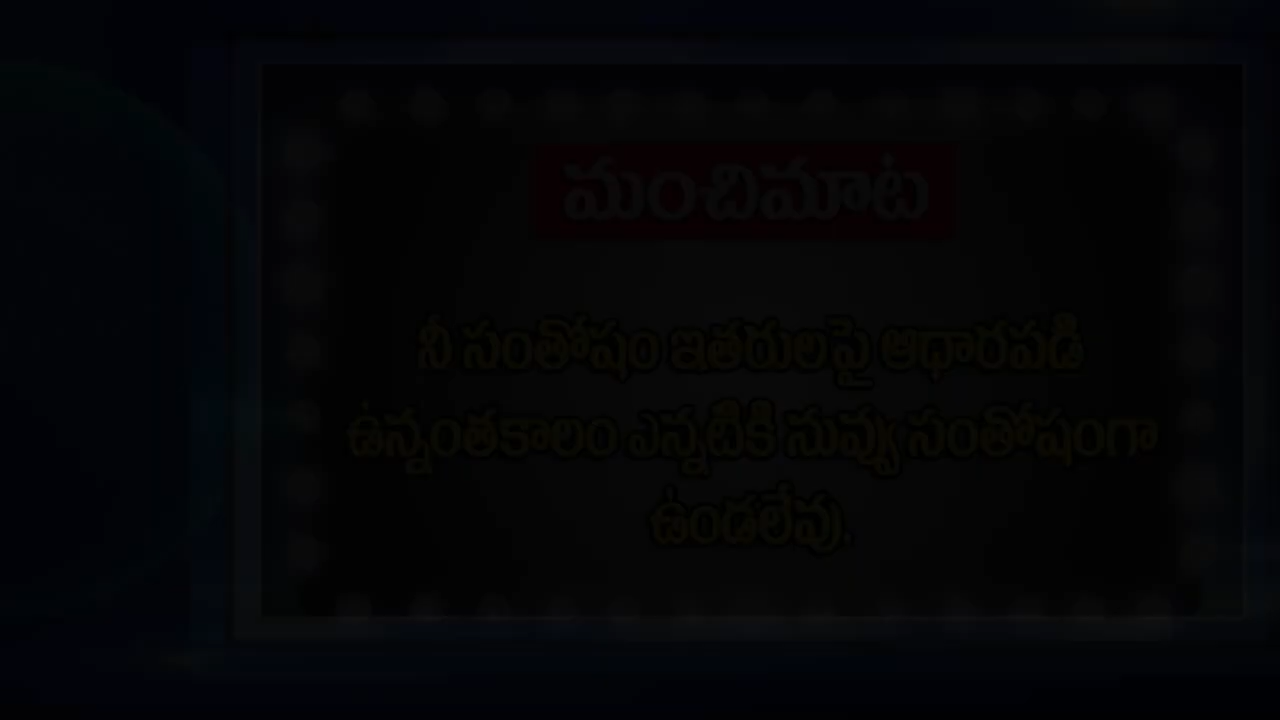 మంచిమాట
నీ సంతోషం ఇతరులపై ఆధారపడి
ఉన్నంతకాలం ఎన్నటికి నువ్వు సంతోషంగా
ఉండలేవు.